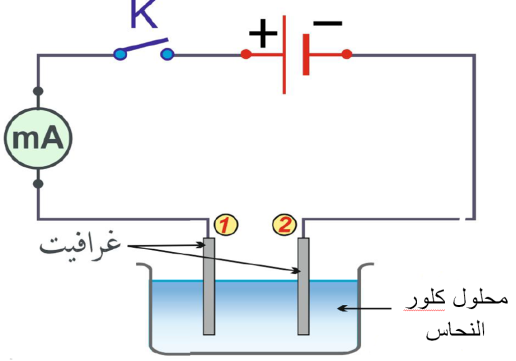 K
+ −
mA
1 2
غرافيت
محلول كلور
النحاس